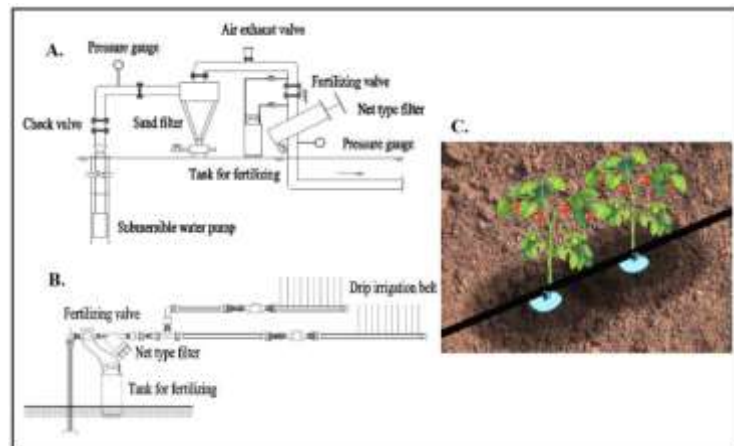 A.
Air exhaust valve
Pressure gauge
Fertilizing valve
Net type filter
Check valve
Sand filter
Pressure gauge
Tank for fertilizing
Submersible water pump
B.
Drip irrigation belt
Fertilizing valve
Net type filter
Tank for fertilizing
C.